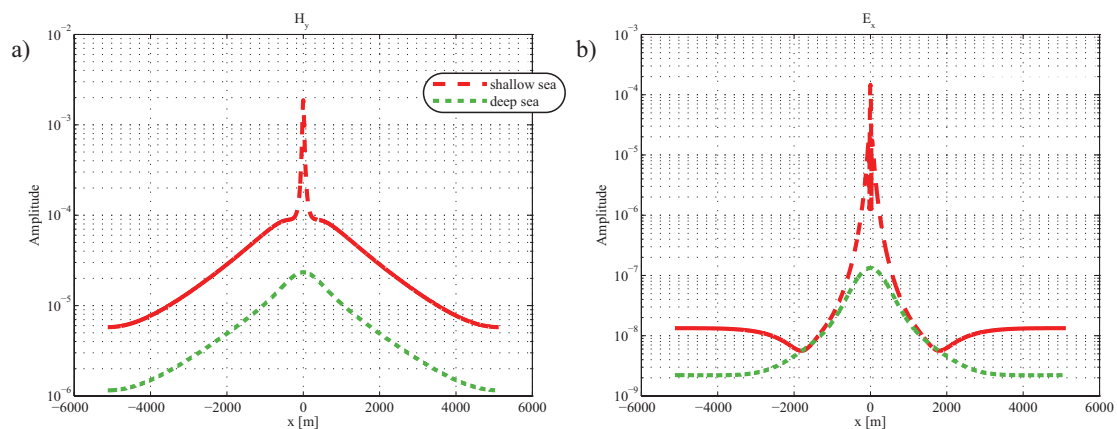 a)
H_y
10^-2
10^-3
10^-4
10^-5
10^-6
Amplitude
−6000 −4000 −2000 0 2000 4000 6000
x [m]
shallow sea
deep sea
b)
E_x
10^-3
10^-4
10^-5
10^-6
10^-7
10^-8
10^-9
Amplitude
−6000 −4000 −2000 0 2000 4000 6000
x [m]